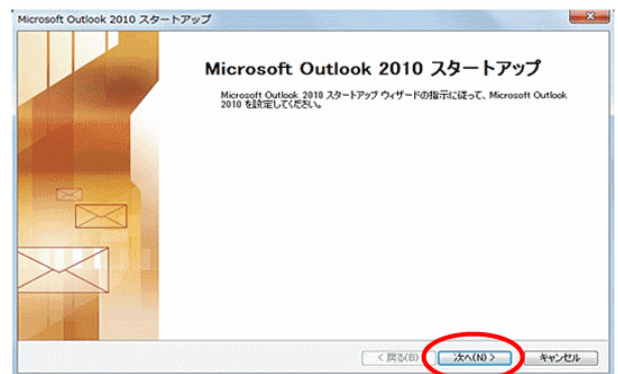 Microsoft Outlook 2010 スタートアップ
Microsoft Outlook 2010 スタートアップ
Microsoft Outlook 2010 スタートアップ ウィザードの指示に従って、Microsoft Outlook
2010 を設定してください。
< 戻る(B)
次へ(N) >
キャンセル